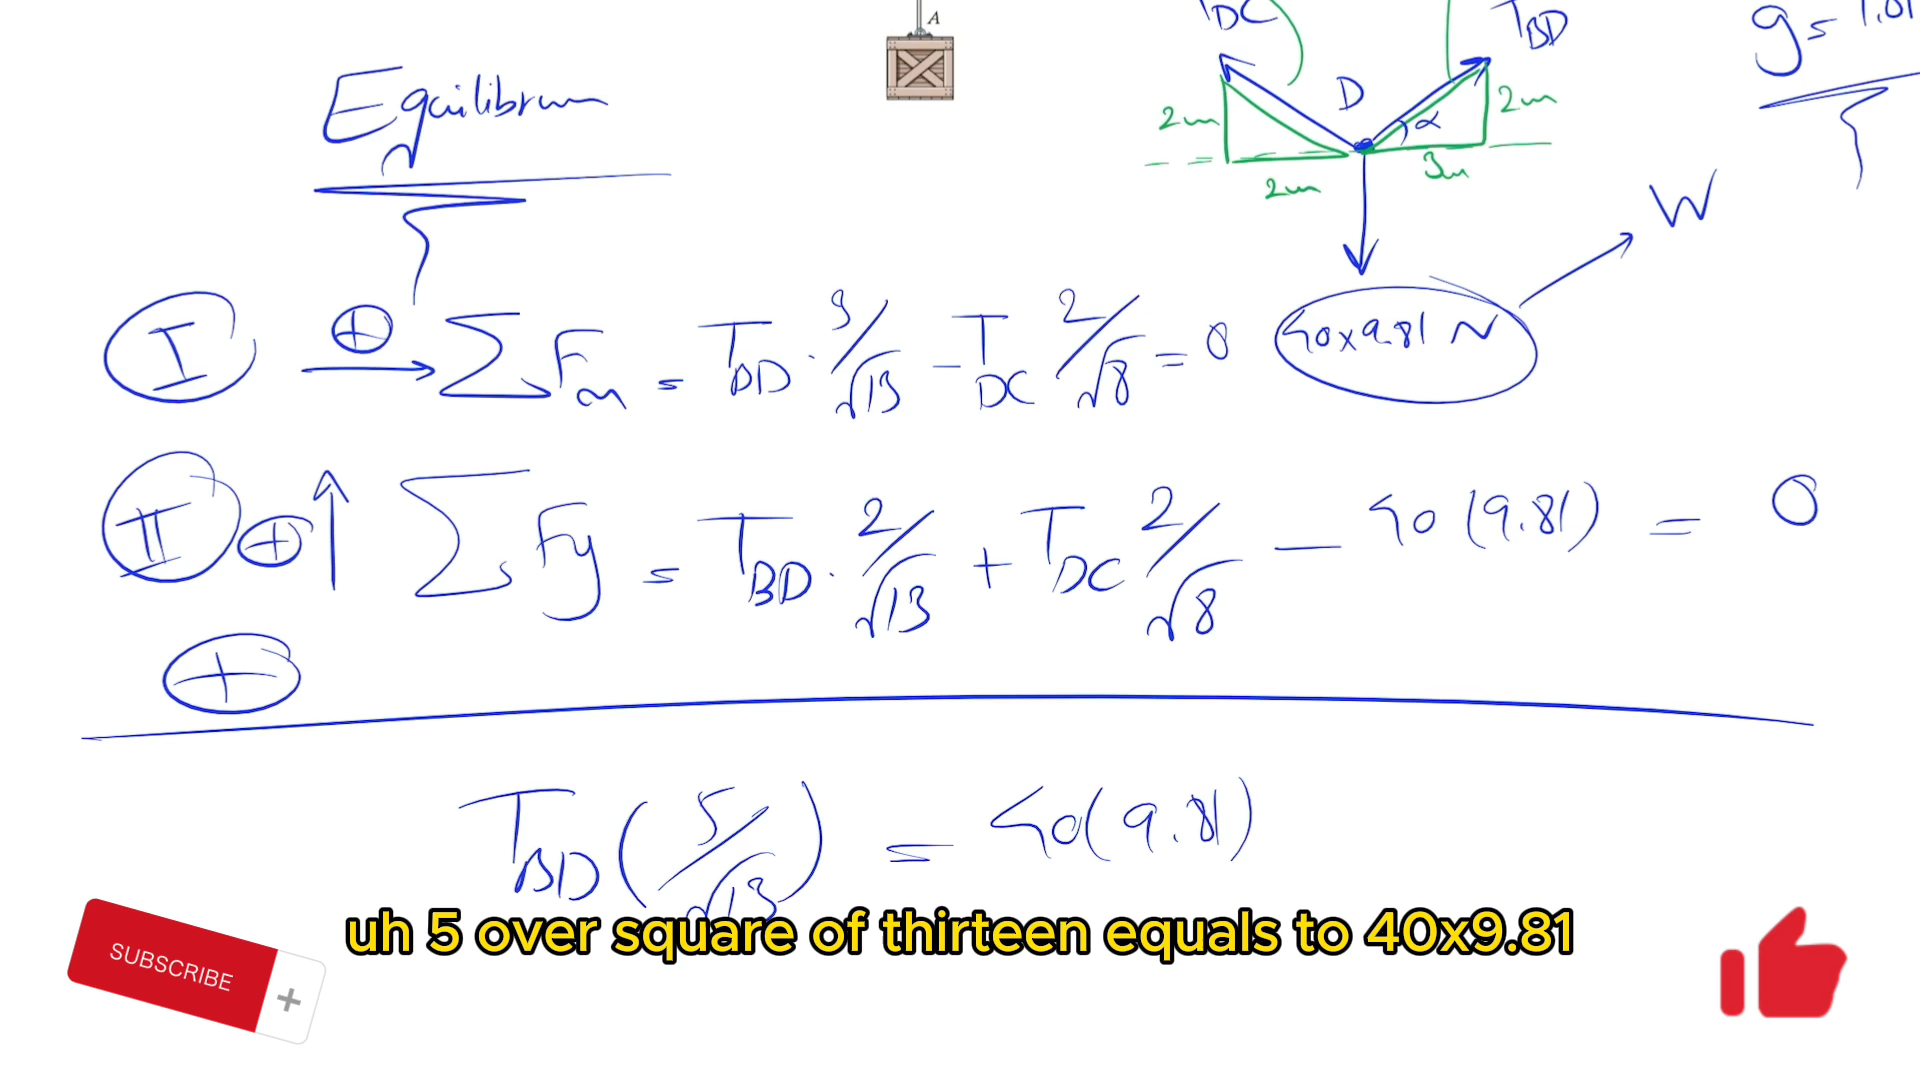 A
T_DC
T_BD
g =
Equilibrium
D
α
2m
2m
2m
3m
W
I + → ΣFx = T_BD · 3/√13 - T_DC 2/√8 = 0
40x9.81 N
II + ↑ ΣFy = T_BD · 2/√13 + T_DC 2/√8 - 40(9.81) = 0
+
T_BD (5/√13) = 40(9.81)
uh 5 over square of thirteen equals to 40x9.81
SUBSCRIBE +